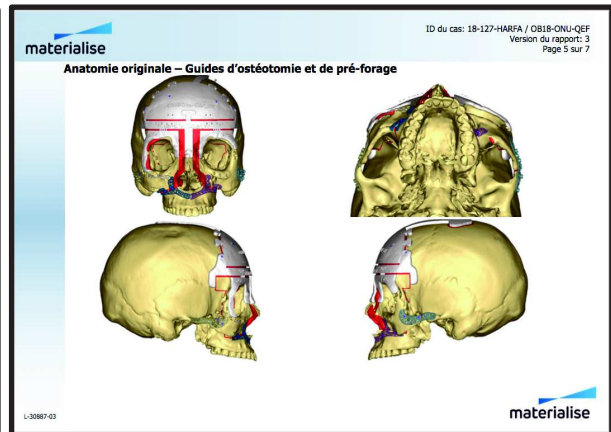 materialise
ID du cas: 18-127-HARFA / OB18-ONU-QEF
Version du rapport: 3
Page 5 sur 7
Anatomie originale – Guides d'ostéotomie et de pré-forage
L-30887-03
materialise